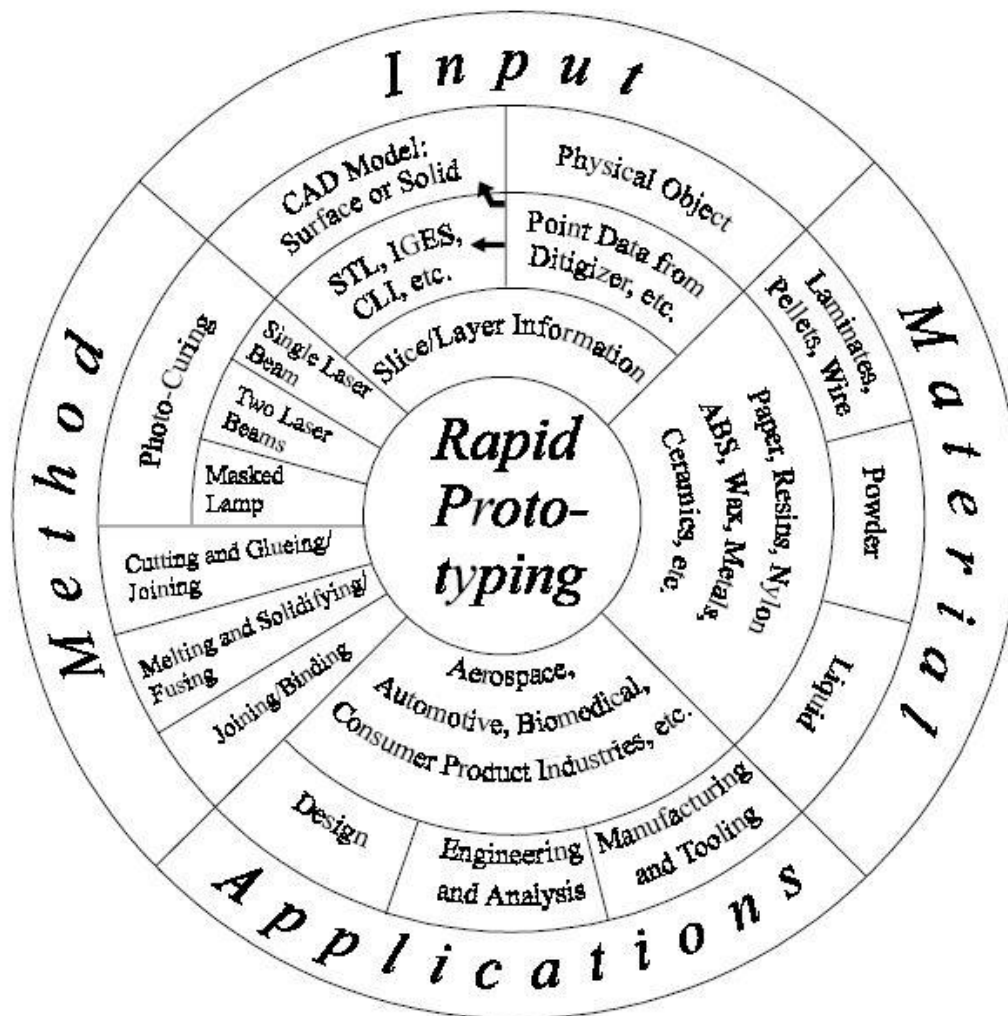 Input
CAD Model:
Surface or Solid
Physical Object
STL, IGES,
CLI, etc.
Point Data from
Ditigizer, etc.
Slice/Layer Information
Method
Photo-Curing
Single Laser
Beam
Two Laser
Beams
Masked
Lamp
Cutting and Glueing/
Joining
Melting and Solidifying/
Fusing
Joining/Binding
Rapid
Proto-
typing
Material
Laminates,
Pellets, Wire
Powder
Liquid
Paper, Resins, Nylon
ABS, Wax, Metals,
Ceramics, etc.
Aerospace,
Automotive, Biomedical,
Consumer Product Industries, etc.
Design
Engineering
and Analysis
Manufacturing
and Tooling
Applications